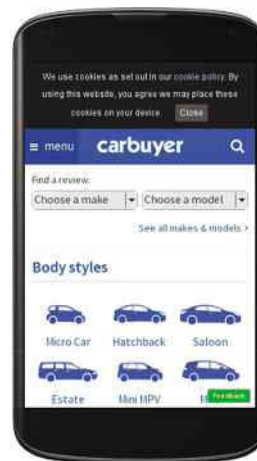 We use cookies as set out in our cookie policy. By
using this website, you agree we may place these
cookies on your device. Close
≡ menu carbuyer
Find a review:
Choose a make Choose a model
See all makes & models >
Body styles
Micro Car Hatchback Saloon
Estate Mini MPV
Feedback